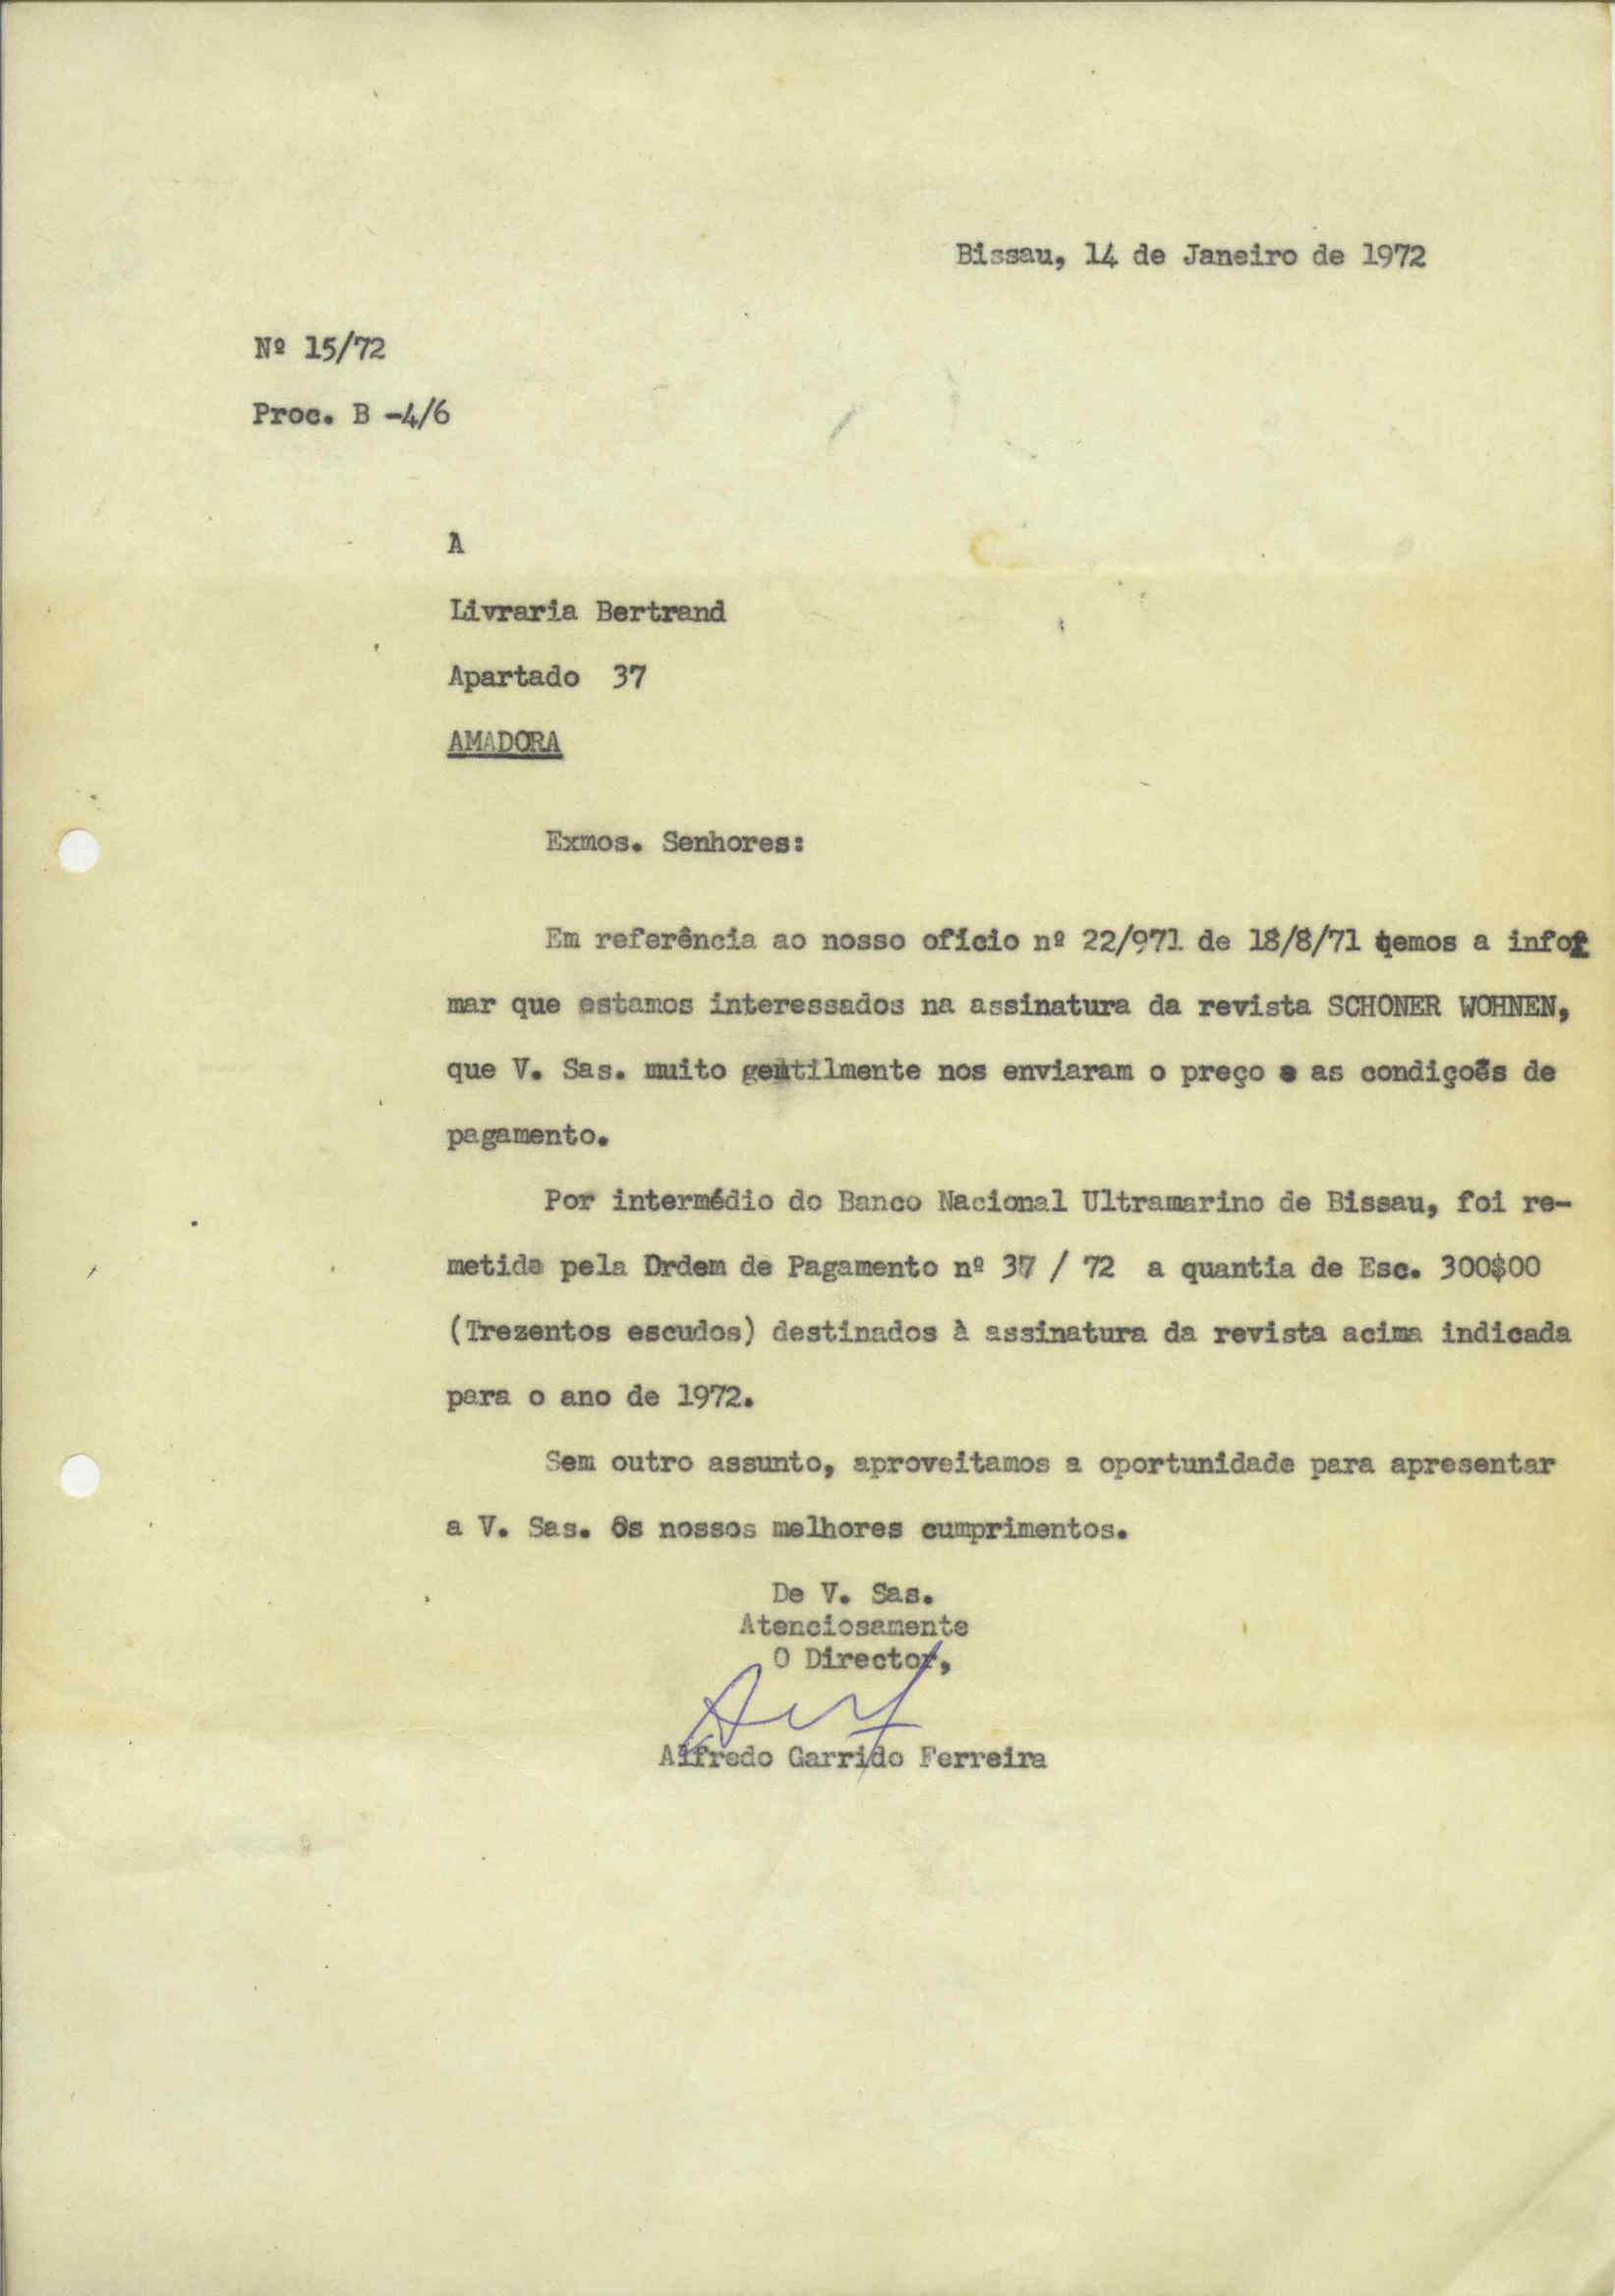 Bissau, 14 de Janeiro de 1972
Nº 15/72
Proc. B -4/6
A
Livraria Bertrand
Apartado 37
AMADORA
Exmos. Senhores:
Em referência ao nosso ofício nº 22/971 de 18/8/71 temos a infor
mar que estamos interessados na assinatura da revista SCHONER WOHNEN,
que V. Sas. muito gentilmente nos enviaram o preço e as condiçoẽs de
pagamento.
Por intermédio do Banco Nacional Ultramarino de Bissau, foi re-
metida pela Ordem de Pagamento nº 37 / 72 a quantia de Esc. 300$00
(Trezentos escudos) destinados à assinatura da revista acima indicada
para o ano de 1972.
Sem outro assunto, aproveitamos a oportunidade para apresentar
a V. Sas. os nossos melhores cumprimentos.
De V. Sas.
Atenciosamente
O Director,
Alfredo Garrido Ferreira